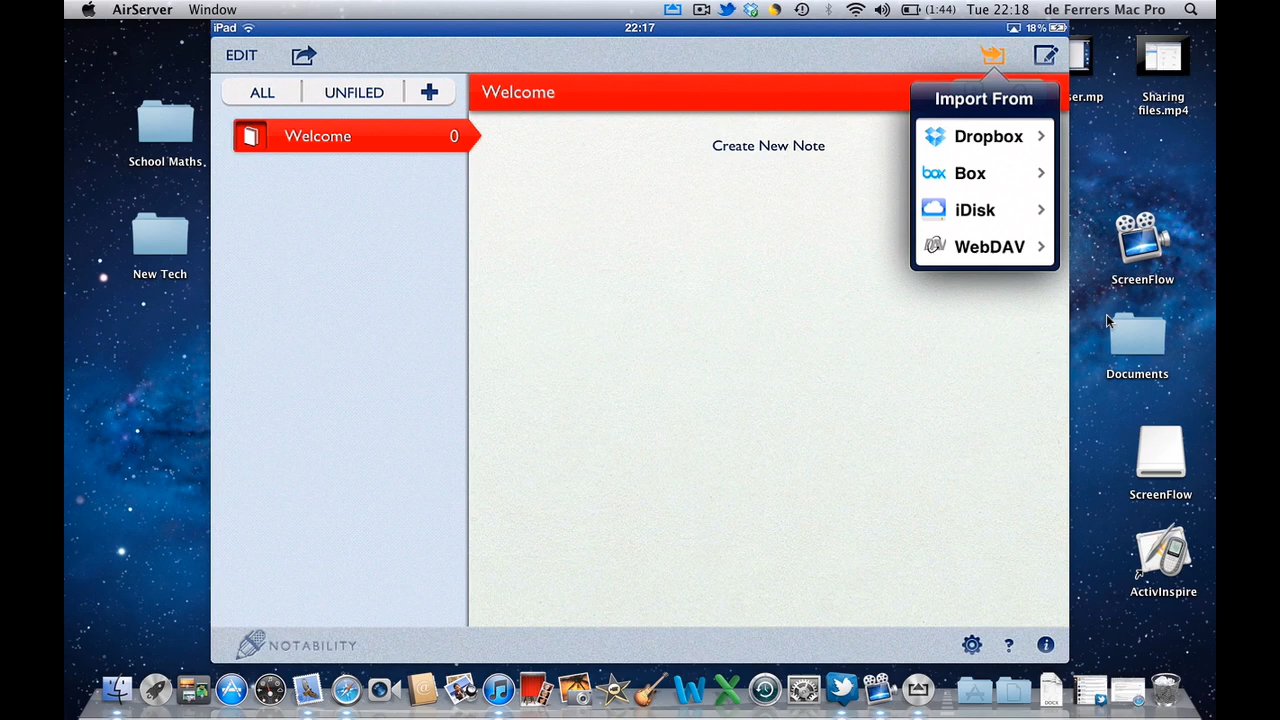 AirServer Window (1:44) Tue 22:18 de Ferrers Mac Pro
iPad 22:17 18%
EDIT
ALL UNFILED +
Welcome 0
Welcome
Create New Note
Import From
Dropbox
Box
iDisk
WebDAV
NOTABILITY
?
School Maths
New Tech
ser.mp
Sharing
files.mp4
ScreenFlow
Documents
ScreenFlow
ActivInspire
DOCX